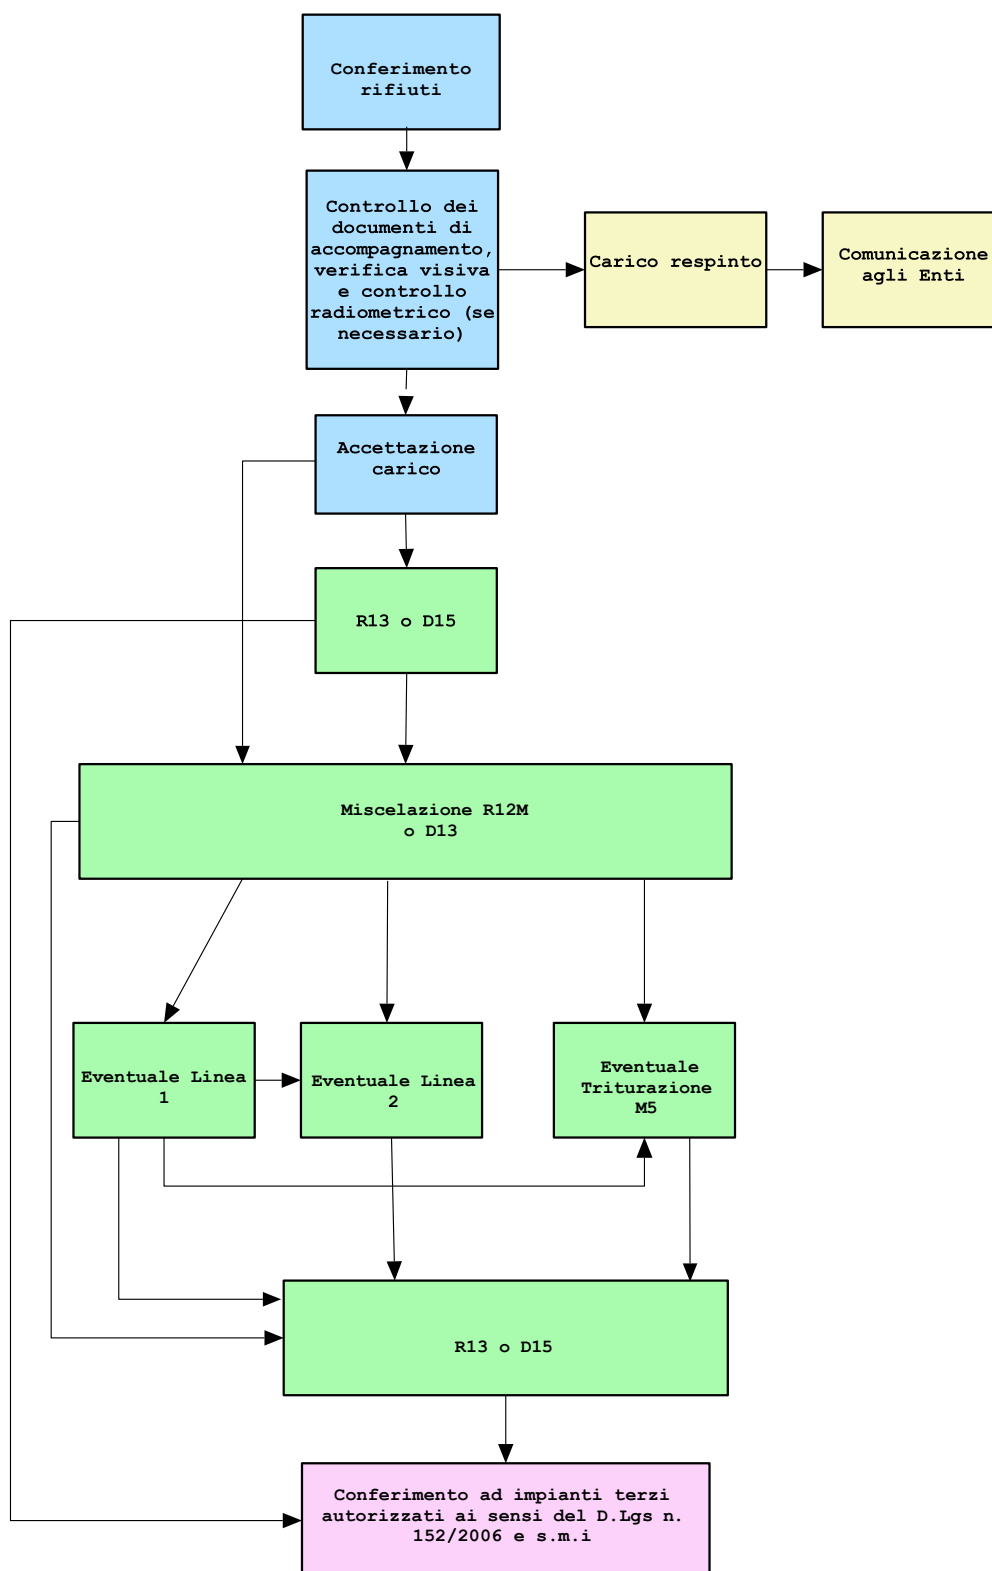 Conferimento
rifiuti
Controllo dei
documenti di
accompagnamento,
verifica visiva
e controllo
radiometrico (se
necessario)
Carico respinto
Comunicazione
agli Enti
Accettazione
carico
R13 o D15
Miscelazione R12M
o D13
Eventuale Linea
1
Eventuale Linea
2
Eventuale
Triturazione
M5
R13 o D15
Conferimento ad impianti terzi
autorizzati ai sensi del D.Lgs n.
152/2006 e s.m.i